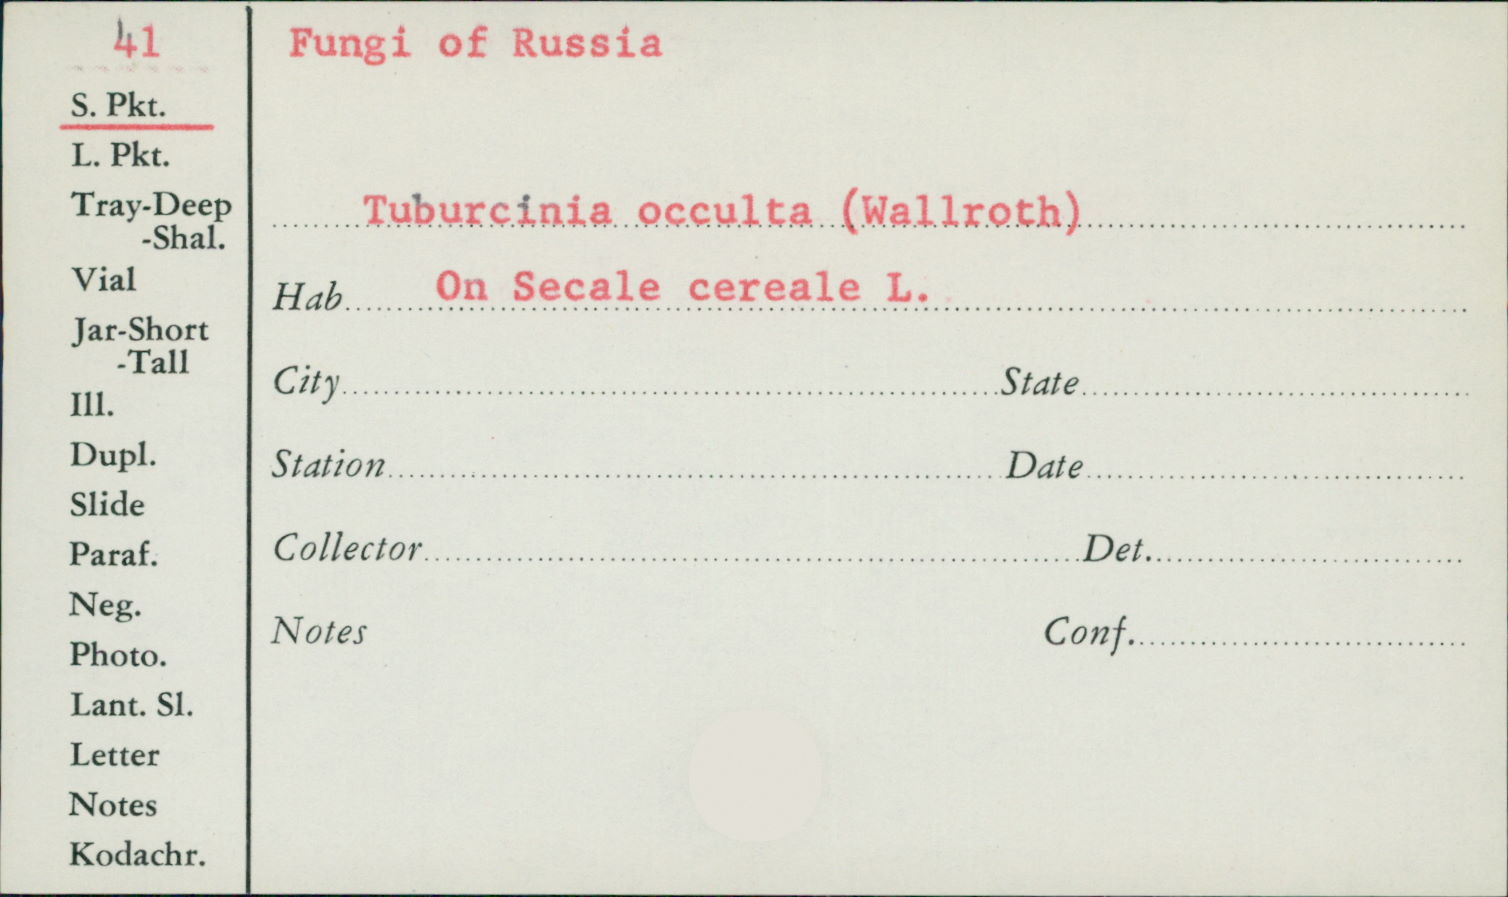 41
Fungi of Russia
S. Pkt.
L. Pkt.
Tray-Deep
-Shal.
Vial
Jar-Short
-Tall
Ill.
Dupl.
Slide
Paraf.
Neg.
Photo.
Lant. Sl.
Letter
Notes
Kodachr.
Tuburcinia occulta (Wallroth)
Hab On Secale cereale L.
City State
Station Date
Collector Det.
Notes Conf.